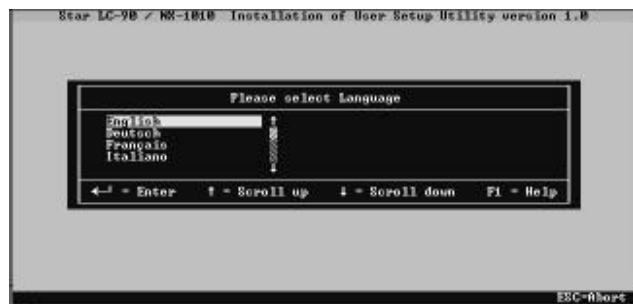 Star LC-90 / NX-1010 Installation of User Setup Utility version 1.0
Please select Language
English
Deutsch
Français
Italiano
←┘ = Enter ↑ = Scroll up ↓ = Scroll down F1 = Help
ESC=Abort